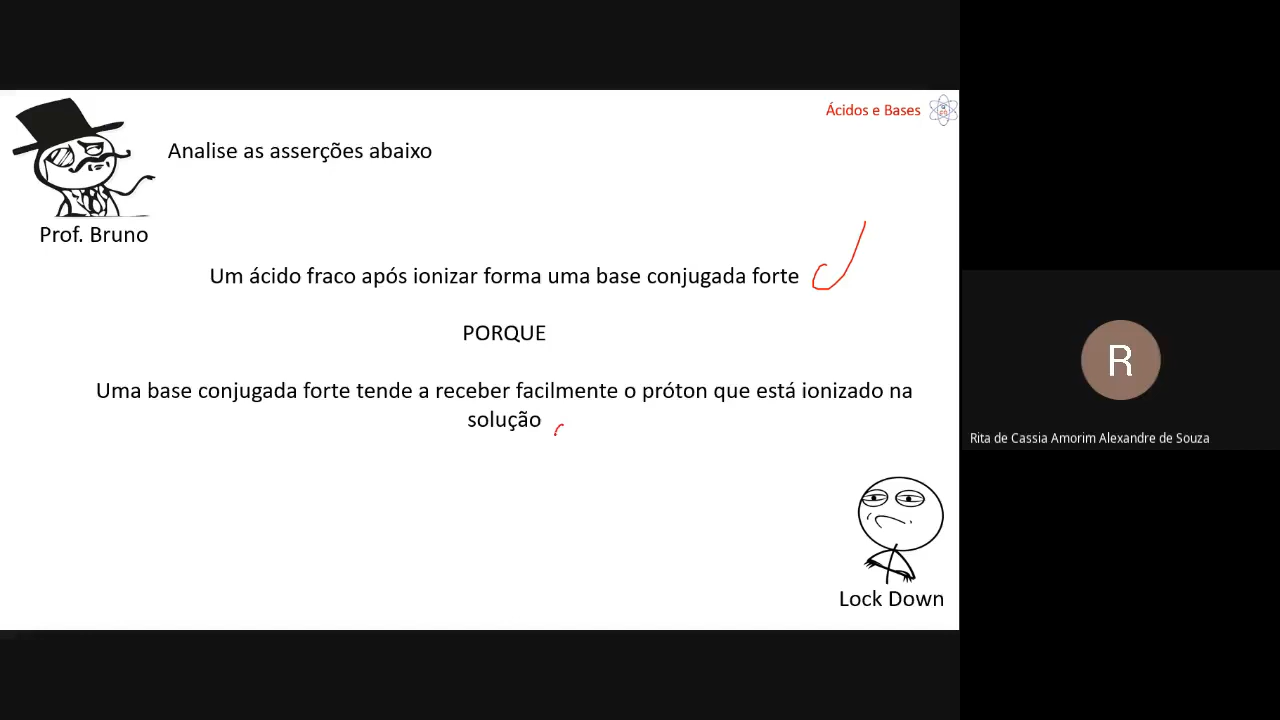 Ácidos e Bases
Analise as asserções abaixo
Prof. Bruno
Um ácido fraco após ionizar forma uma base conjugada forte
PORQUE
Uma base conjugada forte tende a receber facilmente o próton que está ionizado na
solução
R
Rita de Cassia Amorim Alexandre de Souza
Lock Down